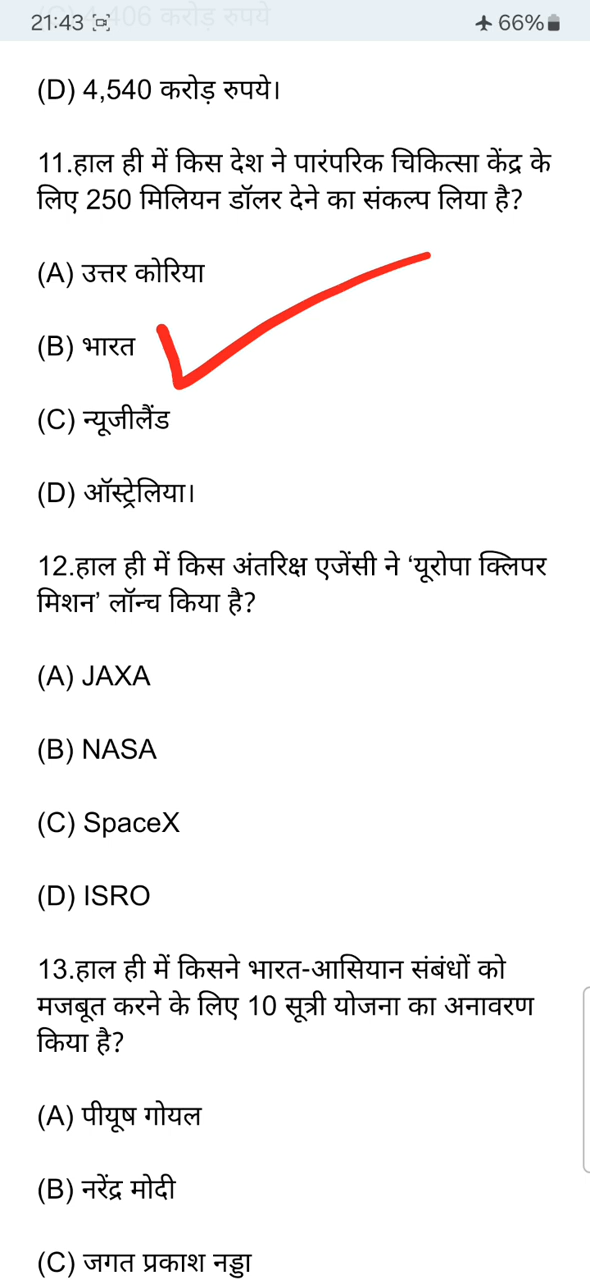 21:43
66%
(D) 4,540 करोड़ रुपये।
11.हाल ही में किस देश ने पारंपरिक चिकित्सा केंद्र के
लिए 250 मिलियन डॉलर देने का संकल्प लिया है?
(A) उत्तर कोरिया
(B) भारत
(C) न्यूजीलैंड
(D) ऑस्ट्रेलिया।
12.हाल ही में किस अंतरिक्ष एजेंसी ने ‘यूरोपा क्लिपर
मिशन’ लॉन्च किया है?
(A) JAXA
(B) NASA
(C) SpaceX
(D) ISRO
13.हाल ही में किसने भारत-आसियान संबंधों को
मजबूत करने के लिए 10 सूत्री योजना का अनावरण
किया है?
(A) पीयूष गोयल
(B) नरेंद्र मोदी
(C) जगत प्रकाश नड्डा